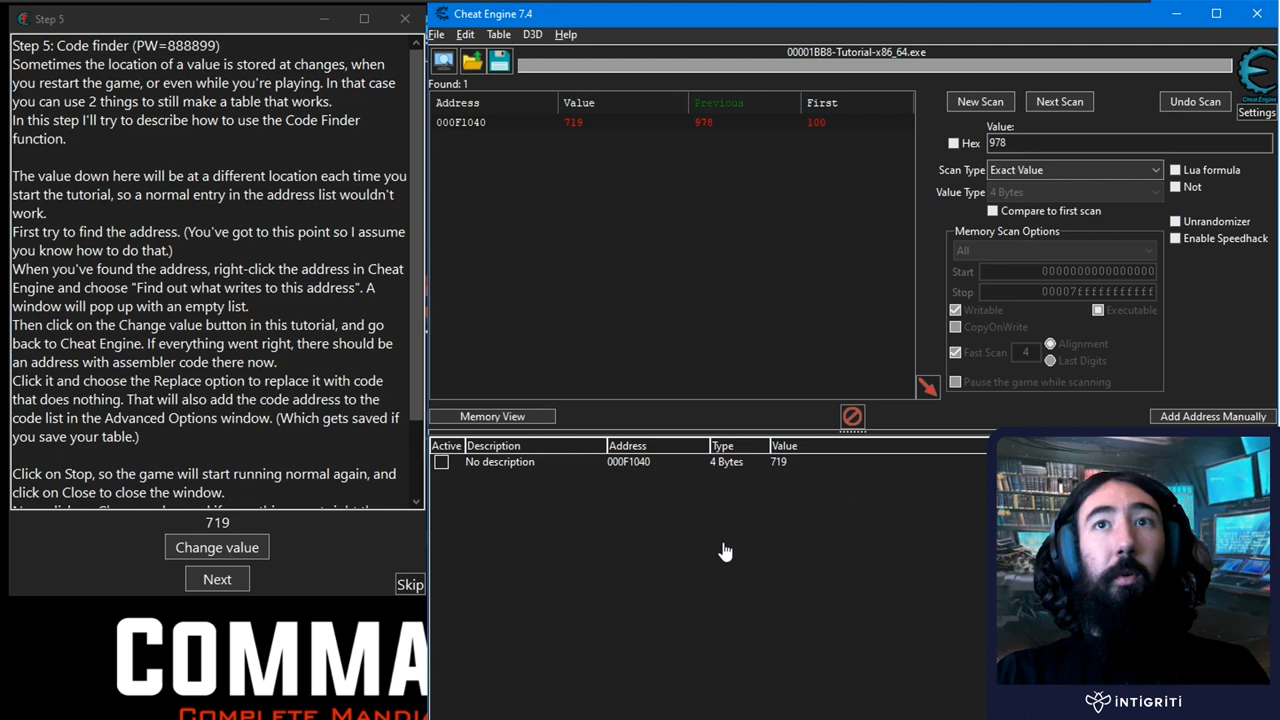 Step 5
Step 5: Code finder (PW=888899)
Sometimes the location of a value is stored at changes, when
you restart the game, or even while you're playing. In that case
you can use 2 things to still make a table that works.
In this step I'll try to describe how to use the Code Finder
function.
The value down here will be at a different location each time you
start the tutorial, so a normal entry in the address list wouldn't
work.
First try to find the address. (You've got to this point so I assume
you know how to do that.)
When you've found the address, right-click the address in Cheat
Engine and choose "Find out what writes to this address". A
window will pop up with an empty list.
Then click on the Change value button in this tutorial, and go
back to Cheat Engine. If everything went right, there should be
an address with assembler code there now.
Click it and choose the Replace option to replace it with code
that does nothing. That will also add the code address to the
code list in the Advanced Options window. (Which gets saved if
you save your table.)
Click on Stop, so the game will start running normal again, and
click on Close to close the window.
719
Change value
Next
Skip
COMMA
COMPLETE MANDI
Cheat Engine 7.4
File Edit Table D3D Help
00001BB8-Tutorial-x86_64.exe
Found: 1
Address Value Previous First
000F1040 719 978 100
New Scan Next Scan Undo Scan
Cheat Engine
Settings
Value:
Hex 978
Scan Type Exact Value
Lua formula
Not
Value Type 4 Bytes
Compare to first scan
Unrandomizer
Enable Speedhack
Memory Scan Options
All
Start 0000000000000000
Stop 00007fffffffffff
Writable Executable
CopyOnWrite
Fast Scan 4 Alignment
Last Digits
Pause the game while scanning
Memory View
Add Address Manually
Active Description Address Type Value
No description 000F1040 4 Bytes 719
INTIGRITI